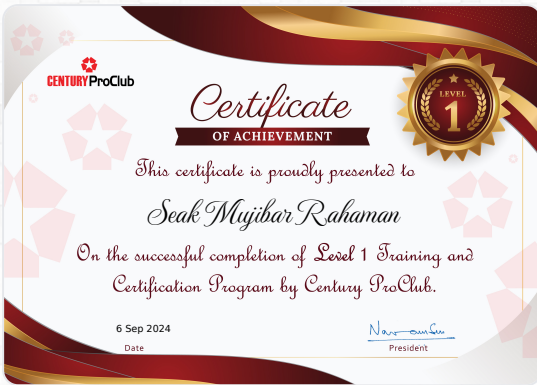 CENTURY ProClub
Certificate
OF ACHIEVEMENT
LEVEL
1
This certificate is proudly presented to
Seak Mujibar Rahaman
On the successful completion of Level 1 Training and
Certification Program by Century ProClub.
6 Sep 2024
Date
President